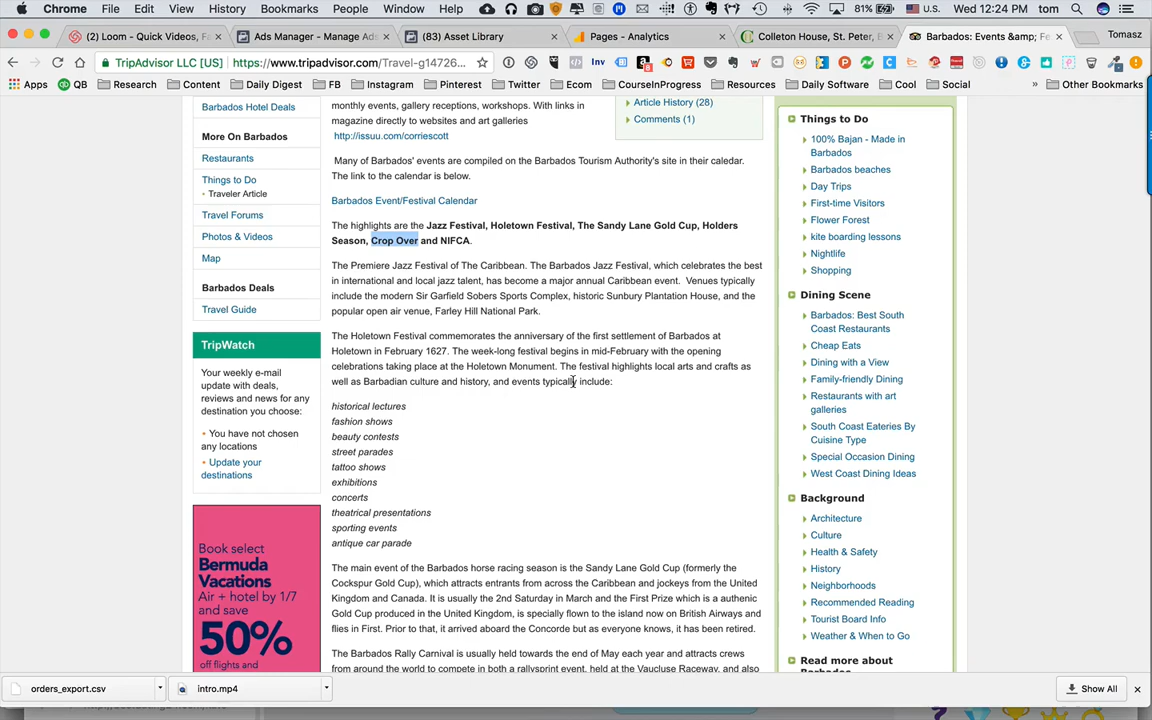 Chrome File Edit View History Bookmarks People Window Help 81% U.S. Wed 12:24 PM tom
(2) Loom - Quick Videos, Fa
Ads Manager - Manage Ads
(83) Asset Library
Pages - Analytics
Colleton House, St. Peter, B
Barbados: Events &amp; Fe
Tomasz
TripAdvisor LLC [US] https://www.tripadvisor.com/Travel-g14726...
Apps QB Research Content Daily Digest FB Instagram Pinterest Twitter Ecom CourseInProgress Resources Daily Software Cool Social » Other Bookmarks
Barbados Hotel Deals
More On Barbados
Restaurants
Things to Do
• Traveler Article
Travel Forums
Photos & Videos
Map
Barbados Deals
Travel Guide
TripWatch
Your weekly e-mail
update with deals,
reviews and news for any
destination you choose:
• You have not chosen
any locations
• Update your
destinations
Book select
Bermuda
Vacations
Air + hotel by 1/7
and save
50%
off flights and
monthly events, gallery receptions, workshops. With links in
magazine directly to websites and art galleries
http://issuu.com/corriescott
Article History (28)
Comments (1)
Many of Barbados' events are compiled on the Barbados Tourism Authority's site in their caledar.
The link to the calendar is below.
Barbados Event/Festival Calendar
The highlights are the Jazz Festival, Holetown Festival, The Sandy Lane Gold Cup, Holders
Season, Crop Over and NIFCA.
The Premiere Jazz Festival of The Caribbean. The Barbados Jazz Festival, which celebrates the best
in international and local jazz talent, has become a major annual Caribbean event. Venues typically
include the modern Sir Garfield Sobers Sports Complex, historic Sunbury Plantation House, and the
popular open air venue, Farley Hill National Park.
The Holetown Festival commemorates the anniversary of the first settlement of Barbados at
Holetown in February 1627. The week-long festival begins in mid-February with the opening
celebrations taking place at the Holetown Monument. The festival highlights local arts and crafts as
well as Barbadian culture and history, and events typically include:
historical lectures
fashion shows
beauty contests
street parades
tattoo shows
exhibitions
concerts
theatrical presentations
sporting events
antique car parade
The main event of the Barbados horse racing season is the Sandy Lane Gold Cup (formerly the
Cockspur Gold Cup), which attracts entrants from across the Caribbean and jockeys from the United
Kingdom and Canada. It is usually the 2nd Saturday in March and the First Prize which is a authenic
Gold Cup produced in the United Kingdom, is specially flown to the island now on British Airways and
flies in First. Prior to that, it arrived aboard the Concorde but as everyone knows, it has been retired.
The Barbados Rally Carnival is usually held towards the end of May each year and attracts crews
from around the world to compete in both a rallysprint event, held at the Vaucluse Raceway, and also
Things to Do
100% Bajan - Made in
Barbados
Barbados beaches
Day Trips
First-time Visitors
Flower Forest
kite boarding lessons
Nightlife
Shopping
Dining Scene
Barbados: Best South
Coast Restaurants
Cheap Eats
Dining with a View
Family-friendly Dining
Restaurants with art
galleries
South Coast Eateries By
Cuisine Type
Special Occasion Dining
West Coast Dining Ideas
Background
Architecture
Culture
Health & Safety
History
Neighborhoods
Recommended Reading
Tourist Board Info
Weather & When to Go
Read more about
orders_export.csv
intro.mp4
Show All